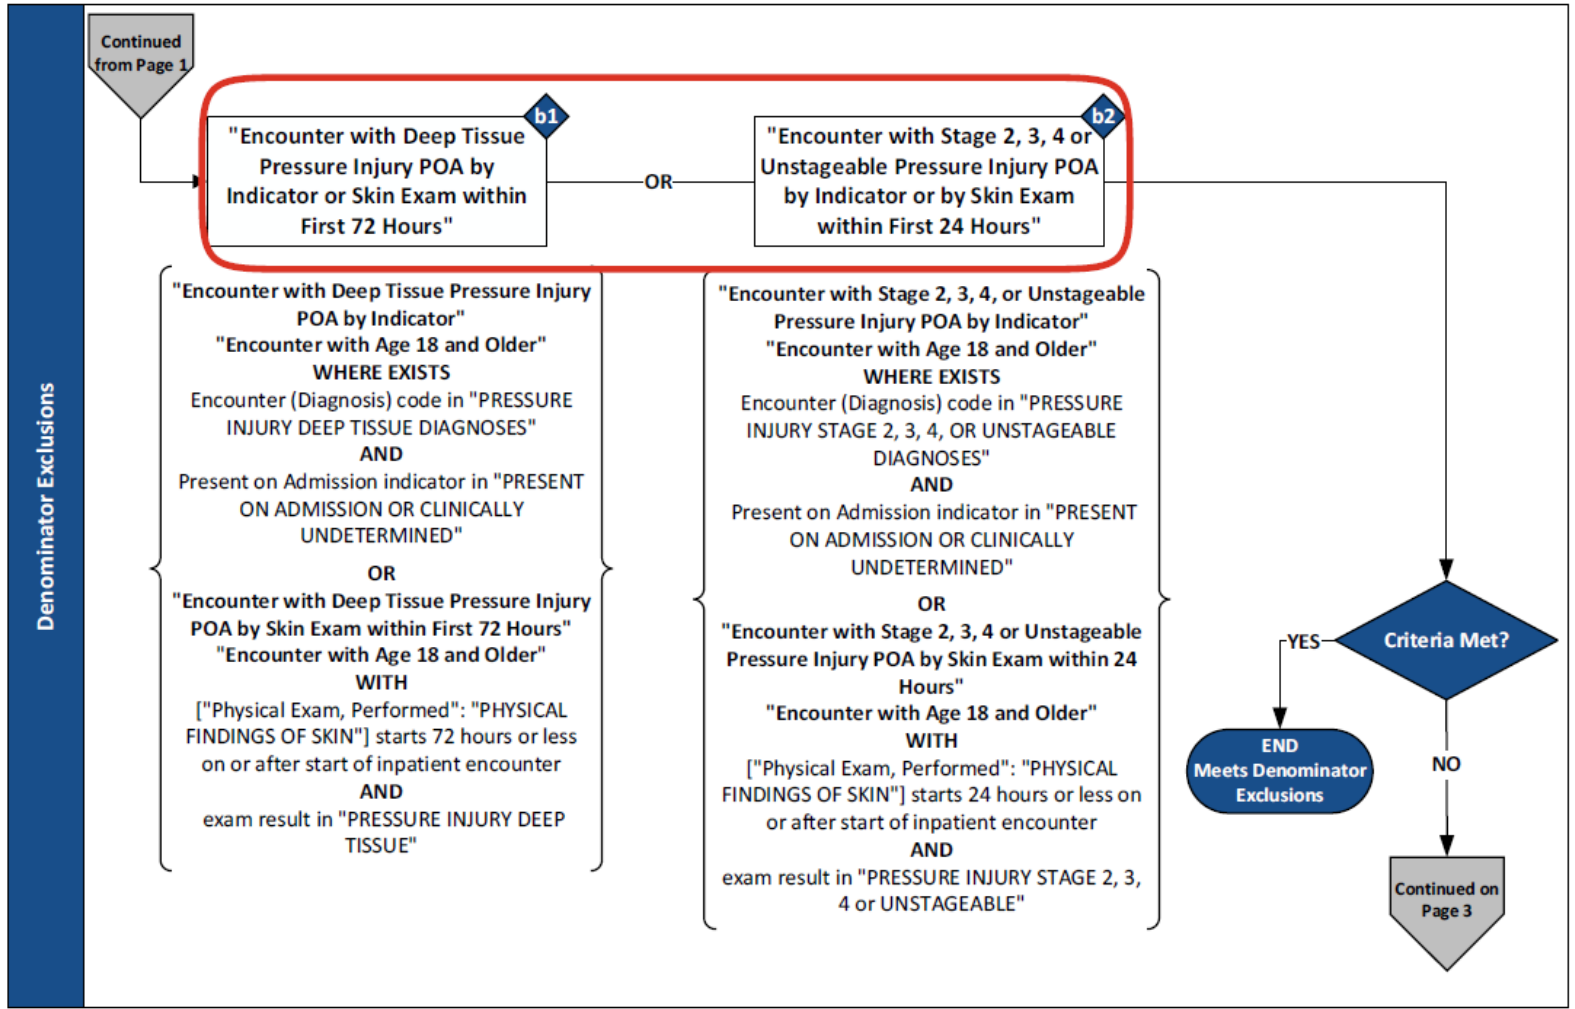 Denominator Exclusions
Continued
from Page 1
b1
"Encounter with Deep Tissue
Pressure Injury POA by
Indicator or Skin Exam within
First 72 Hours"
OR
b2
"Encounter with Stage 2, 3, 4 or
Unstageable Pressure Injury POA
by Indicator or by Skin Exam
within First 24 Hours"
"Encounter with Deep Tissue Pressure Injury
POA by Indicator"
"Encounter with Age 18 and Older"
WHERE EXISTS
Encounter (Diagnosis) code in "PRESSURE
INJURY DEEP TISSUE DIAGNOSES"
AND
Present on Admission indicator in "PRESENT
ON ADMISSION OR CLINICALLY
UNDETERMINED"
OR
"Encounter with Deep Tissue Pressure Injury
POA by Skin Exam within First 72 Hours"
"Encounter with Age 18 and Older"
WITH
["Physical Exam, Performed": "PHYSICAL
FINDINGS OF SKIN"] starts 72 hours or less
on or after start of inpatient encounter
AND
exam result in "PRESSURE INJURY DEEP
TISSUE"
"Encounter with Stage 2, 3, 4, or Unstageable
Pressure Injury POA by Indicator"
"Encounter with Age 18 and Older"
WHERE EXISTS
Encounter (Diagnosis) code in "PRESSURE
INJURY STAGE 2, 3, 4, OR UNSTAGEABLE
DIAGNOSES"
AND
Present on Admission indicator in "PRESENT
ON ADMISSION OR CLINICALLY
UNDETERMINED"
OR
"Encounter with Stage 2, 3, 4 or Unstageable
Pressure Injury POA by Skin Exam within 24
Hours"
"Encounter with Age 18 and Older"
WITH
["Physical Exam, Performed": "PHYSICAL
FINDINGS OF SKIN"] starts 24 hours or less on
or after start of inpatient encounter
AND
exam result in "PRESSURE INJURY STAGE 2, 3,
4 or UNSTAGEABLE"
Criteria Met?
YES
END
Meets Denominator
Exclusions
NO
Continued on
Page 3